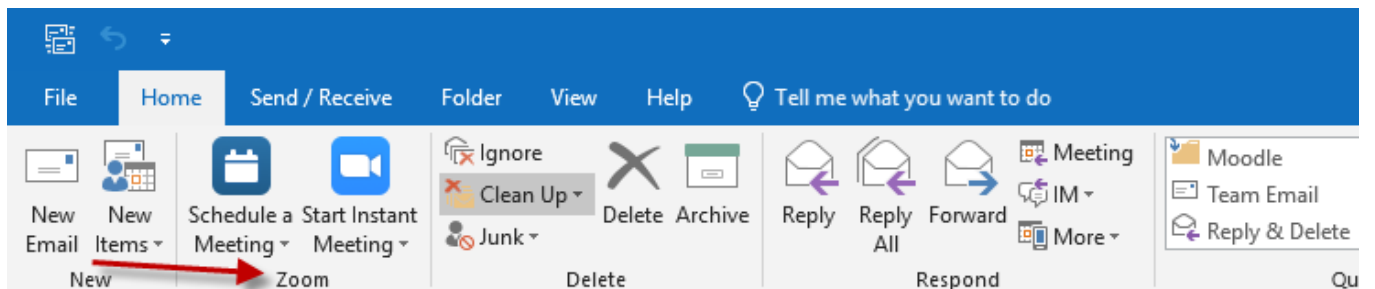 File Home Send / Receive Folder View Help Tell me what you want to do
New Email
New Items
Schedule a Meeting
Start Instant Meeting
Ignore
Clean Up
Junk
Delete
Archive
Reply
Reply All
Forward
Meeting
IM
More
Moodle
Team Email
Reply & Delete
New
Zoom
Delete
Respond
Qu